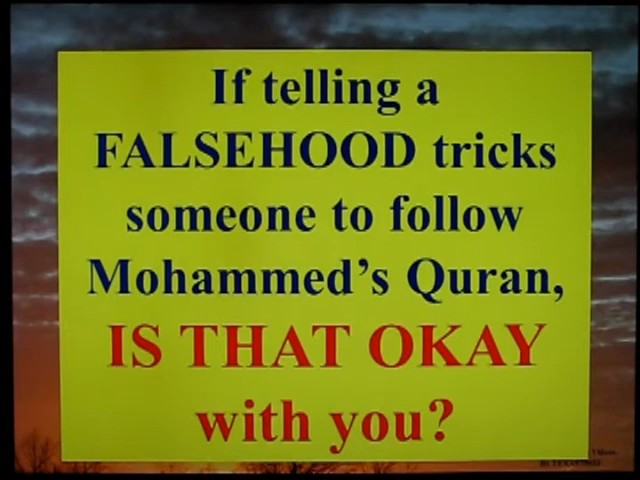 If telling a
FALSEHOOD tricks
someone to follow
Mohammed's Quran,
IS THAT OKAY
with you?